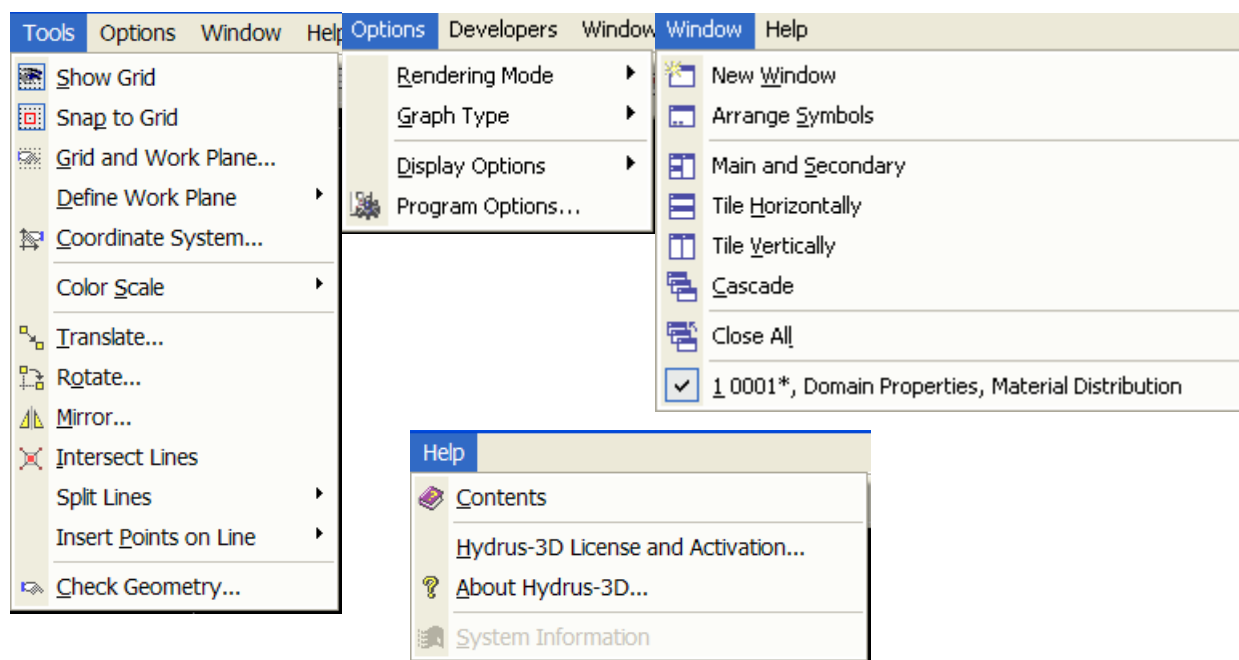 Tools Options Window Help
Show Grid
Snap to Grid
Grid and Work Plane...
Define Work Plane
Coordinate System...
Color Scale
Translate...
Rotate...
Mirror...
Intersect Lines
Split Lines
Insert Points on Line
Check Geometry...
Options Developers Window
Rendering Mode
Graph Type
Display Options
Program Options...
Window Help
New Window
Arrange Symbols
Main and Secondary
Tile Horizontally
Tile Vertically
Cascade
Close All
1 0001*, Domain Properties, Material Distribution
Help
Contents
Hydrus-3D License and Activation...
About Hydrus-3D...
System Information